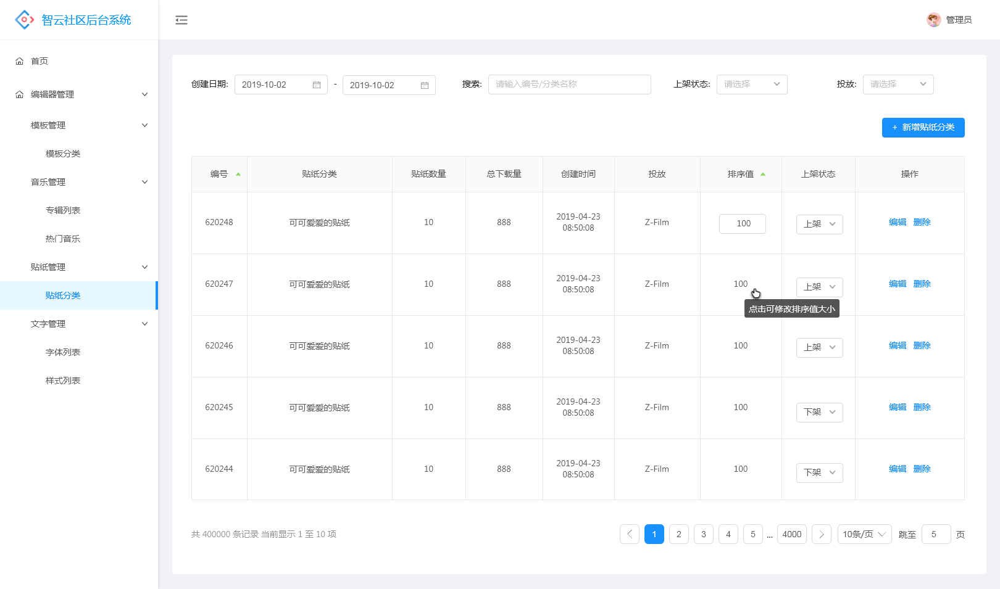 智云社区后台系统
管理员
首页
编辑器管理
模板管理
模板分类
音乐管理
专辑列表
热门音乐
贴纸管理
贴纸分类
文字管理
字体列表
样式列表
创建日期: 2019-10-02 - 2019-10-02 搜索: 请输入编号/分类名称 上架状态: 请选择 投放: 请选择
+ 新增贴纸分类
编号 贴纸分类 贴纸数量 总下载量 创建时间 投放 排序值 上架状态 操作
620248 可可爱爱的贴纸 10 888 2019-04-23 08:50:08 Z-Film 100 上架 编辑 删除
620247 可可爱爱的贴纸 10 888 2019-04-23 08:50:08 Z-Film 100 上架 编辑 删除
点击可修改排序值大小
620246 可可爱爱的贴纸 10 888 2019-04-23 08:50:08 Z-Film 100 上架 编辑 删除
620245 可可爱爱的贴纸 10 888 2019-04-23 08:50:08 Z-Film 100 下架 编辑 删除
620244 可可爱爱的贴纸 10 888 2019-04-23 08:50:08 Z-Film 100 下架 编辑 删除
共 400000 条记录 当前显示 1 至 10 项
1 2 3 4 5 ... 4000 10条/页 跳至 5 页